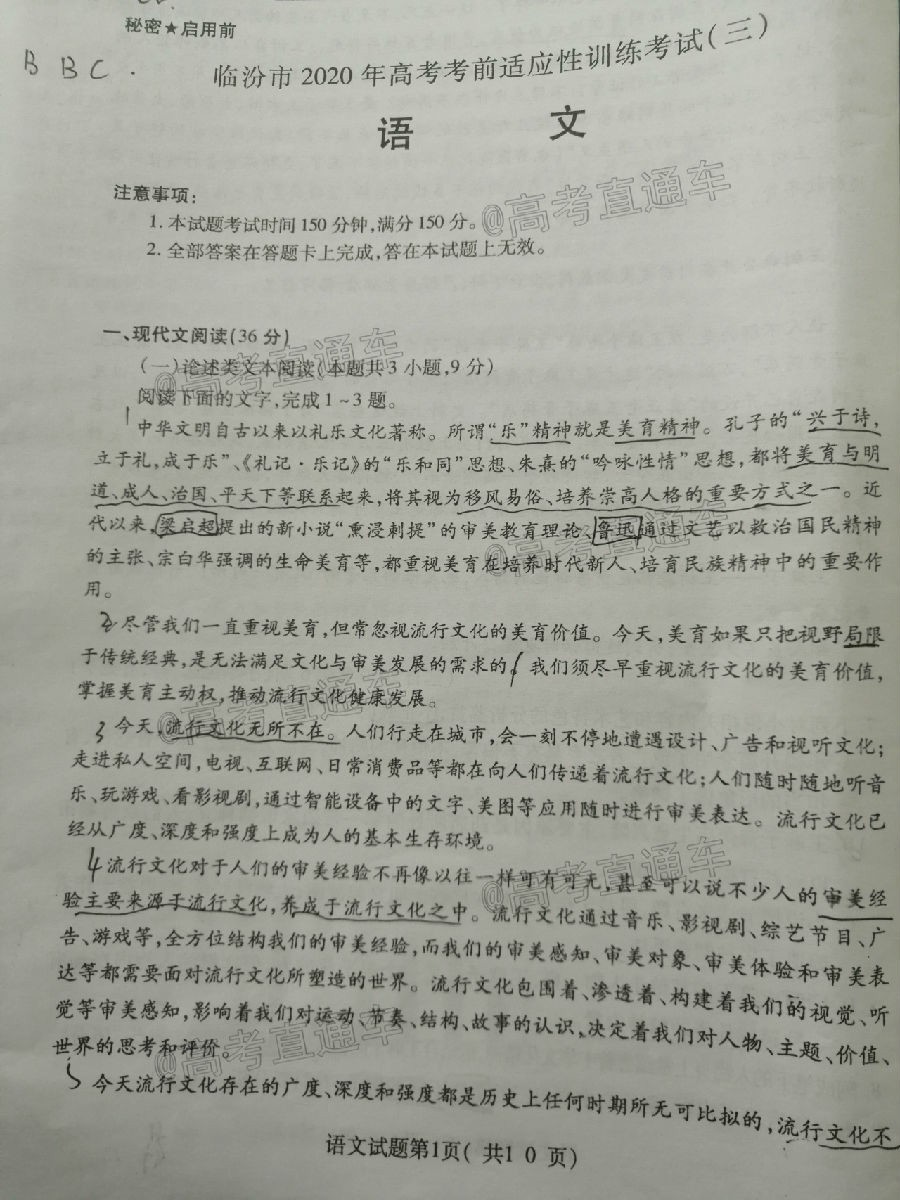 秘密★启用前
B B C .
临汾市2020年高考考前适应性训练考试(三)
语 文
注意事项:
1. 本试题考试时间150分钟,满分150分。
2. 全部答案在答题卡上完成,答在本试题上无效。
@高考直通车
一、现代文阅读(36分)
(一)论述类文本阅读(本题共3小题,9分)
@高考直通车
阅读下面的文字,完成1~3题。
1 中华文明自古以来以礼乐文化著称。所谓“乐”精神就是美育精神。孔子的“兴于诗,
立于礼,成于乐”、《礼记·乐记》的“乐和同”思想、朱熹的“吟咏性情”思想,都将美育与明
道、成人、治国、平天下等联系起来,将其视为移风易俗、培养崇高人格的重要方式之一。近
代以来,梁启超提出的新小说“熏浸刺提”的审美教育理论、鲁迅通过文艺以救治国民精神
@高考直通车
的主张、宗白华强调的生命美育等,都重视美育在培养时代新人、培育民族精神中的重要作
用。
2 尽管我们一直重视美育,但常忽视流行文化的美育价值。今天,美育如果只把视野局限
于传统经典,是无法满足文化与审美发展的需求的,我们须尽早重视流行文化的美育价值,
掌握美育主动权,推动流行文化健康发展。
@高考直通车
3 今天,流行文化无所不在。人们行走在城市,会一刻不停地遭遇设计、广告和视听文化;
走进私人空间,电视、互联网、日常消费品等都在向人们传递着流行文化;人们随时随地听音
乐、玩游戏、看影视剧,通过智能设备中的文字、美图等应用随时进行审美表达。流行文化已
经从广度、深度和强度上成为人的基本生存环境。
@高考直通车
4 流行文化对于人们的审美经验不再像以往一样可有可无,甚至可以说不少人的审美经
验主要来源于流行文化,养成于流行文化之中。流行文化通过音乐、影视剧、综艺节目、广
告、游戏等,全方位结构我们的审美经验,而我们的审美感知、审美对象、审美体验和审美表
达等都需要面对流行文化所塑造的世界。流行文化包围着、渗透着、构建着我们的视觉、听
觉等审美感知,影响着我们对运动、节奏、结构、故事的认识,决定着我们对人物、主题、价值、
世界的思考和评价。
@高考直通车
5 今天流行文化存在的广度、深度和强度都是历史上任何时期所无可比拟的,流行文化不
语文试题第1页( 共1 0 页)